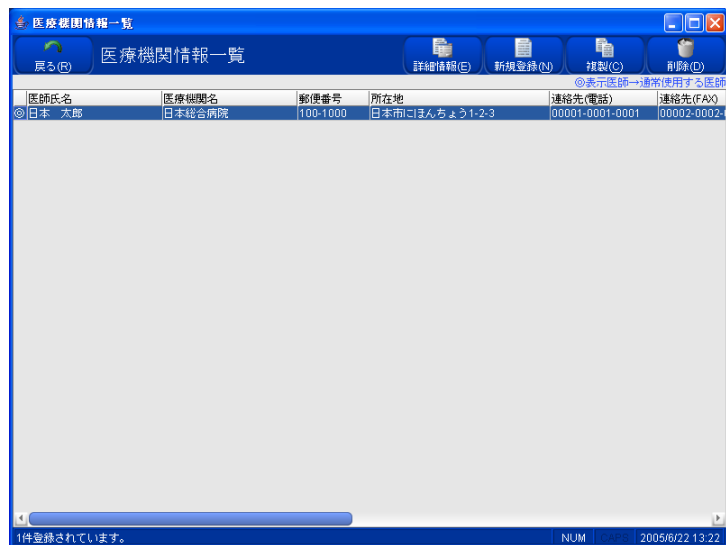 医療機関情報一覧
戻る(R) 医療機関情報一覧 詳細情報(E) 新規登録(N) 複製(C) 削除(D)
◎表示医師→通常使用する医師
医師氏名 医療機関名 郵便番号 所在地 連絡先(電話) 連絡先(FAX)
◎日本 太郎 日本総合病院 100-1000 日本市にほんちょう1-2-3 00001-0001-0001 00002-0002-
1件登録されています。 NUM CAPS 2005/6/22 13:22